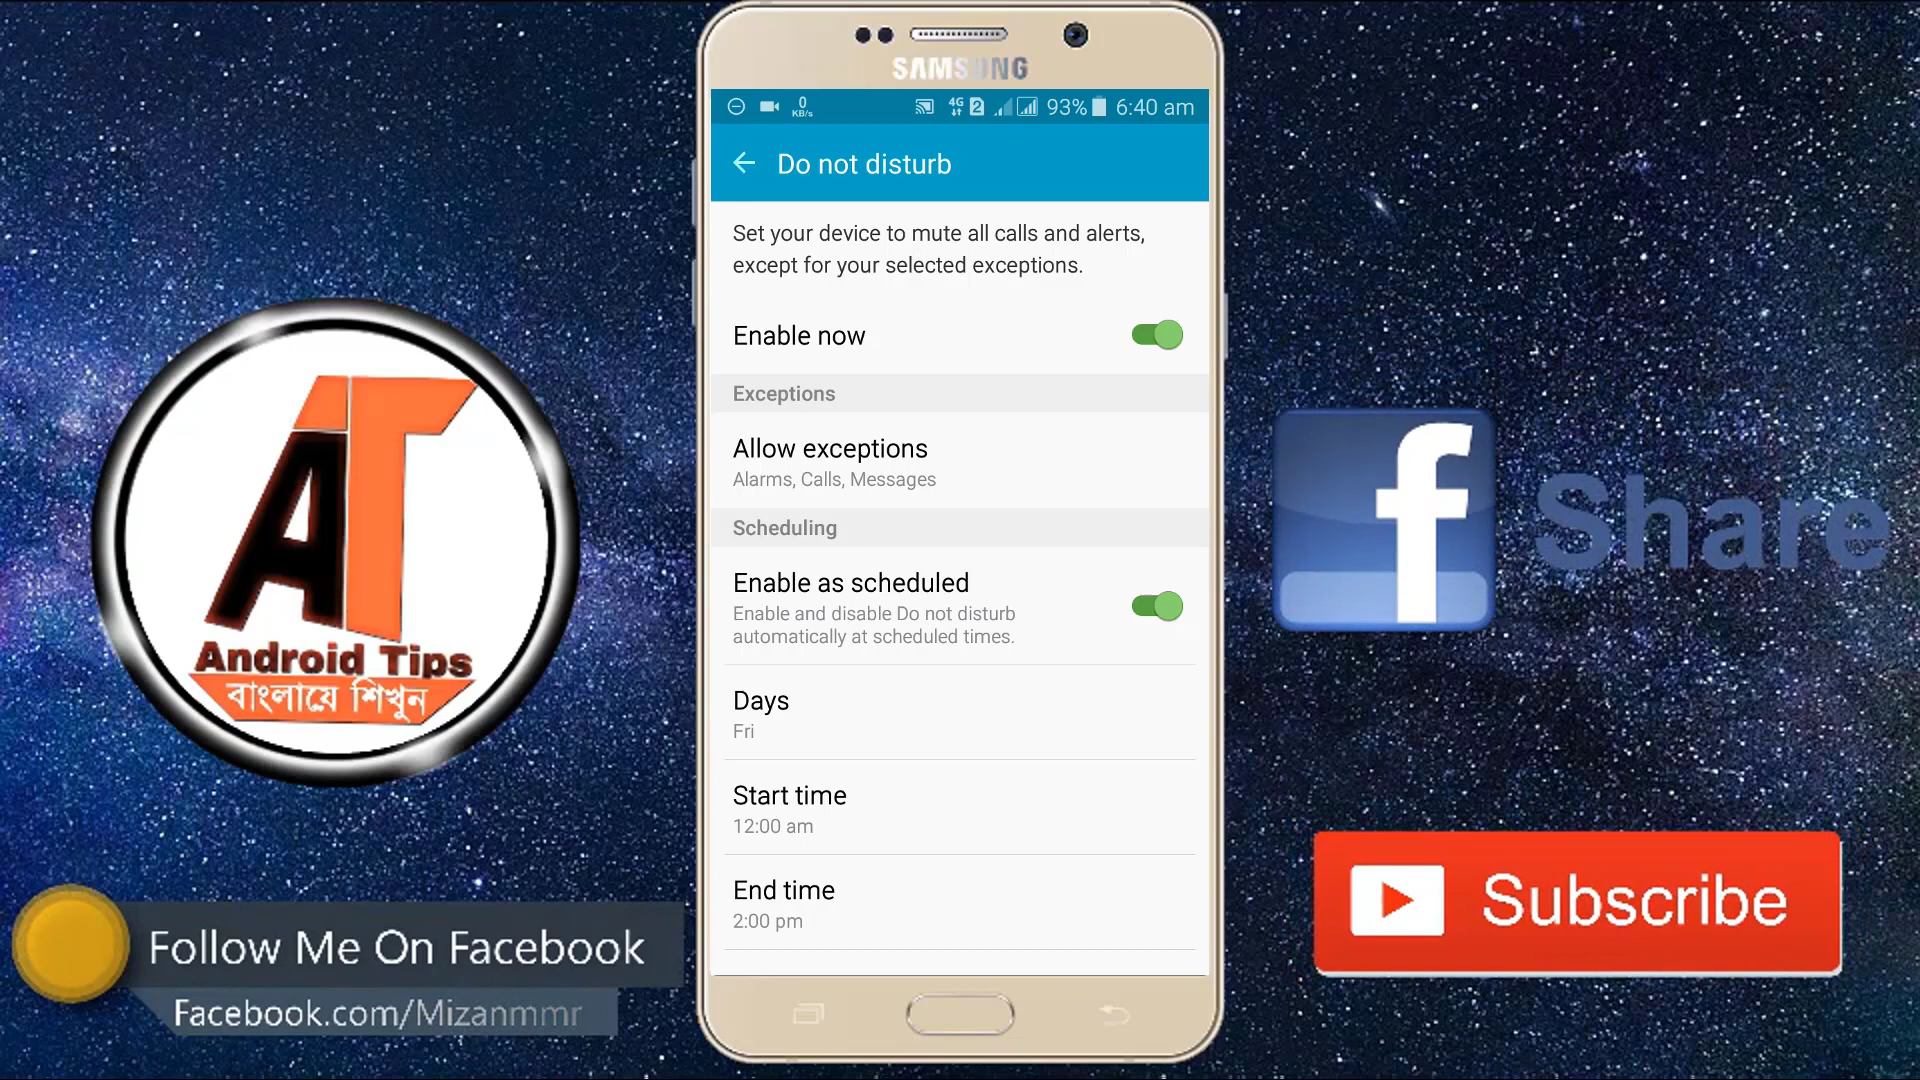 SAMSUNG
0
KB/s
4G
2
93%
6:40 am
Do not disturb
Set your device to mute all calls and alerts,
except for your selected exceptions.
Enable now
Exceptions
Allow exceptions
Alarms, Calls, Messages
Scheduling
Enable as scheduled
Enable and disable Do not disturb
automatically at scheduled times.
Days
Fri
Start time
12:00 am
End time
2:00 pm
AT
Android Tips
বাংলাযে শিখুন
Follow Me On Facebook
Facebook.com/Mizanmmr
f
Share
Subscribe